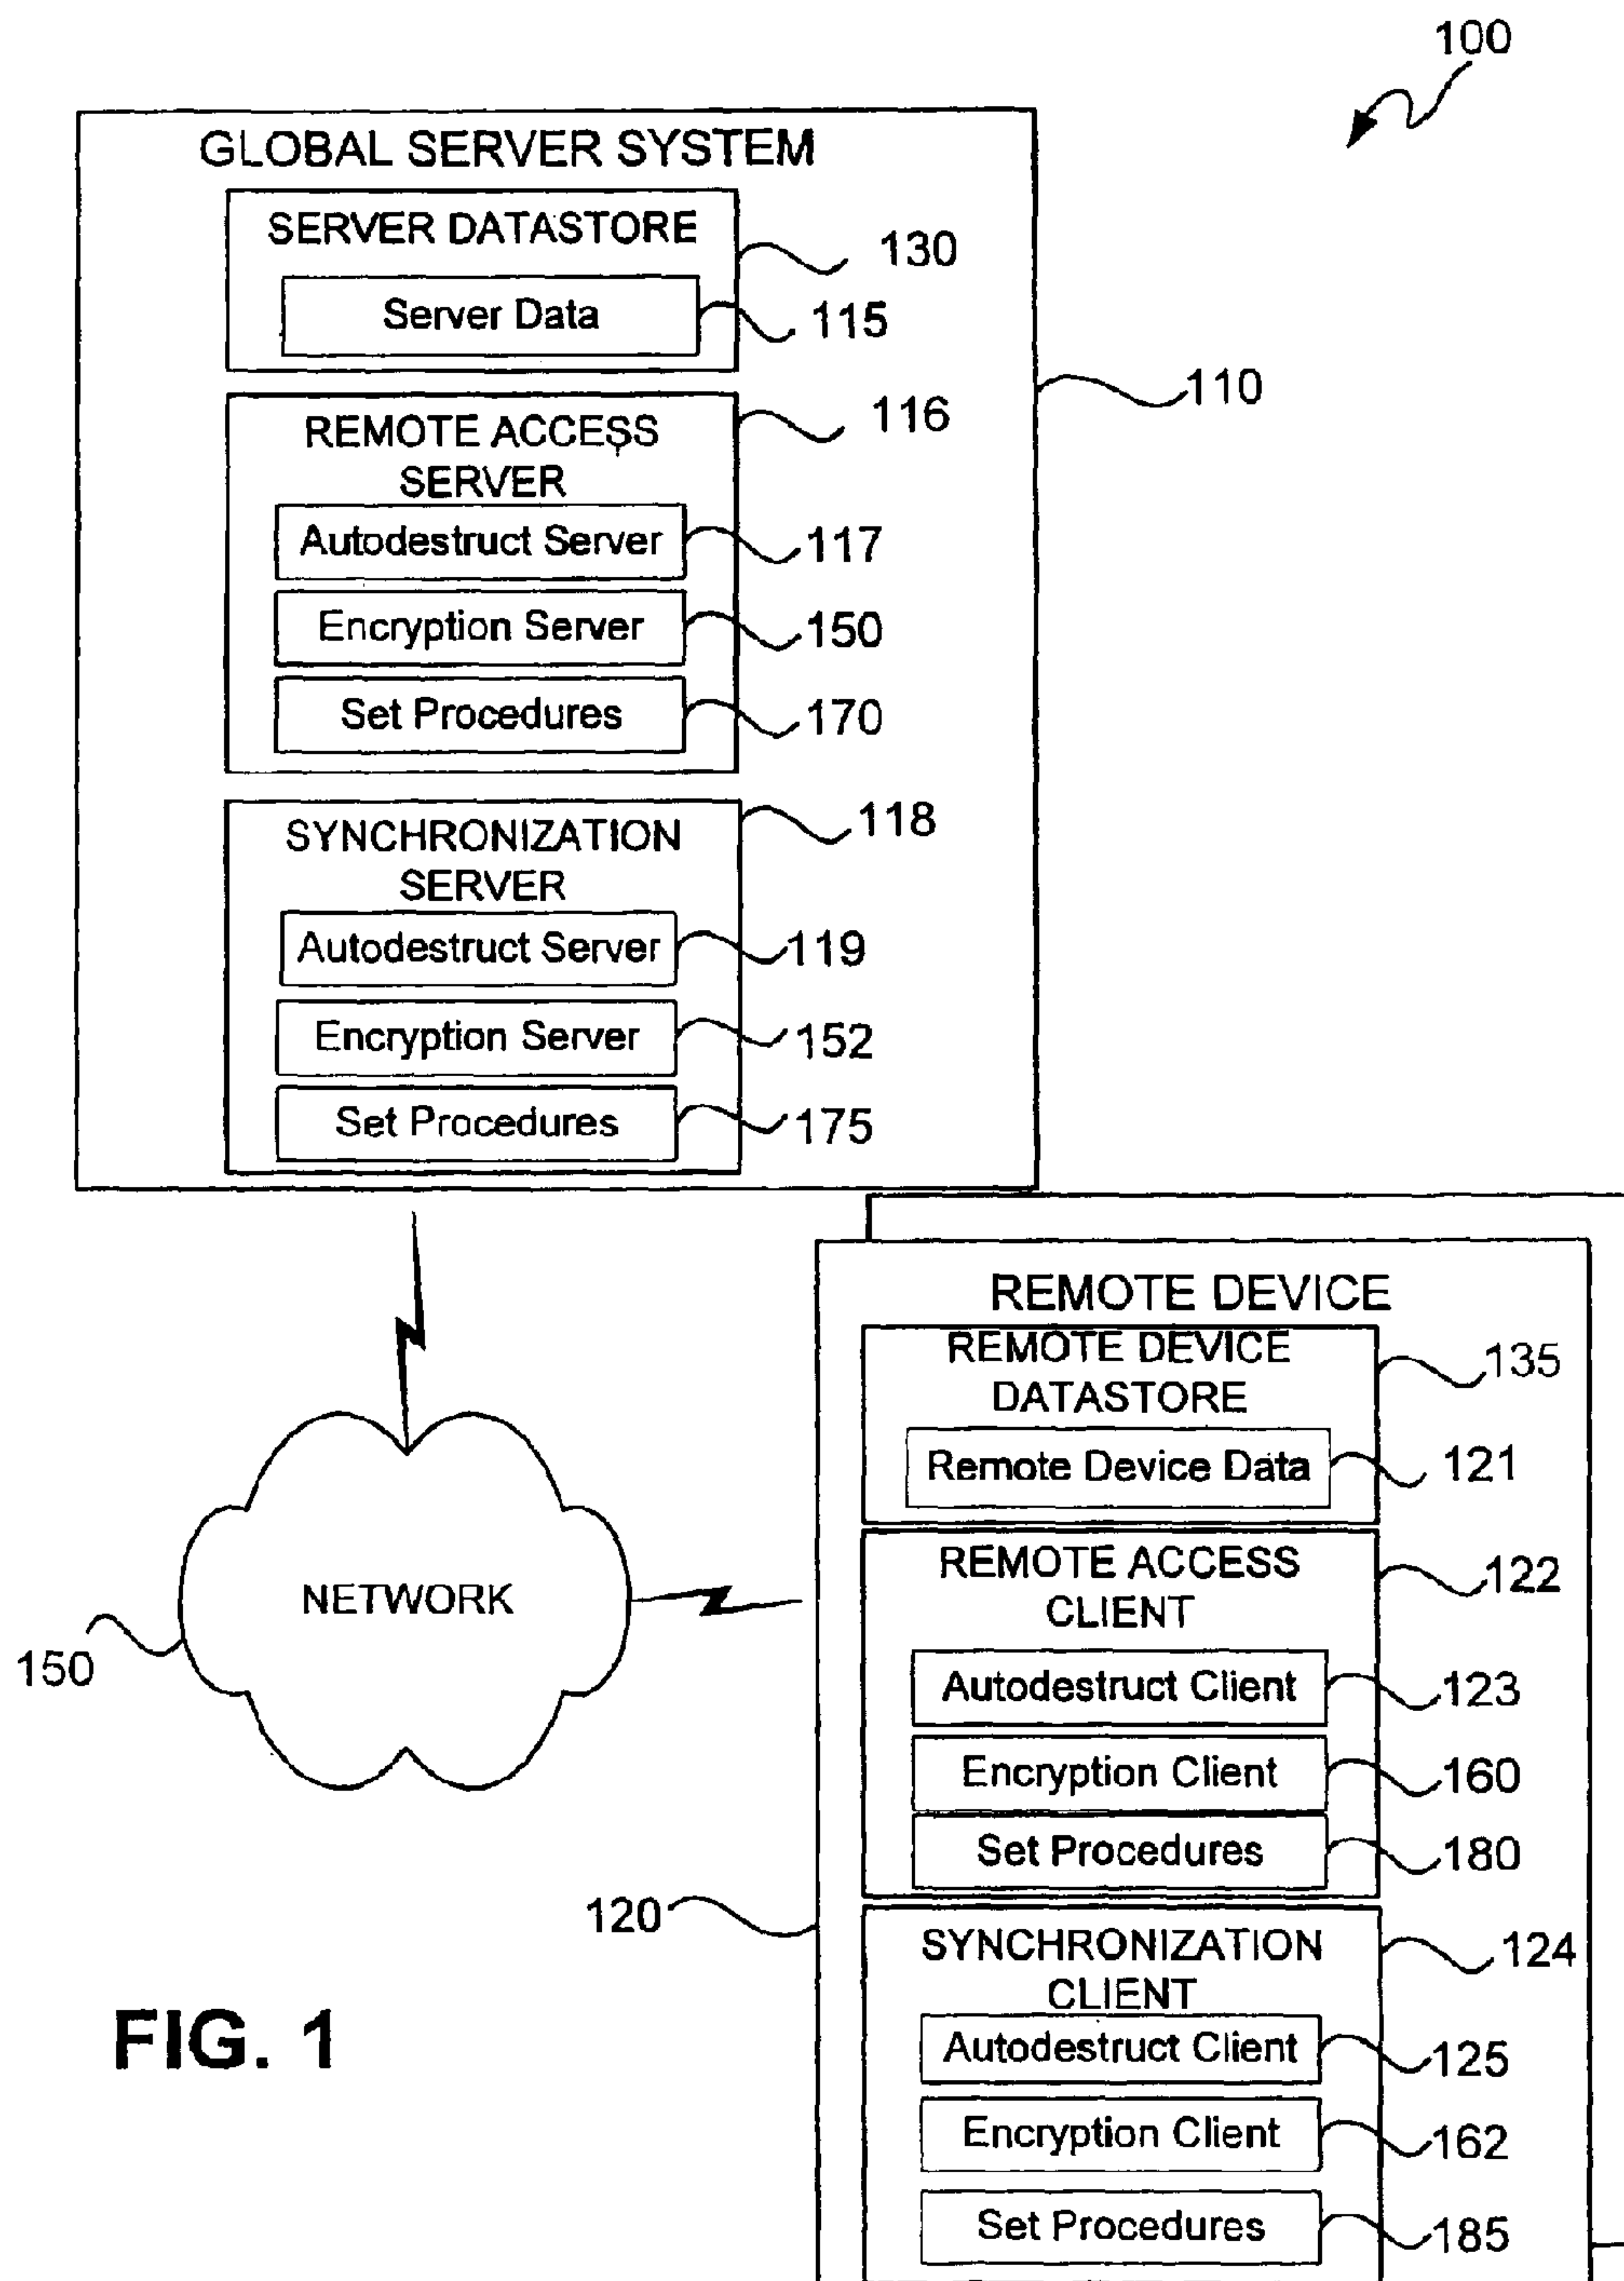 100
GLOBAL SERVER SYSTEM
SERVER DATASTORE
130
Server Data
115
110
REMOTE ACCESS
SERVER
116
Autodestruct Server
117
Encryption Server
150
Set Procedures
170
SYNCHRONIZATION
SERVER
118
Autodestruct Server
119
Encryption Server
152
Set Procedures
175
REMOTE DEVICE
REMOTE DEVICE
DATASTORE
135
Remote Device Data
121
NETWORK
150
REMOTE ACCESS
CLIENT
122
Autodestruct Client
123
Encryption Client
160
Set Procedures
180
120
SYNCHRONIZATION
CLIENT
124
Autodestruct Client
125
Encryption Client
162
Set Procedures
185
FIG. 1